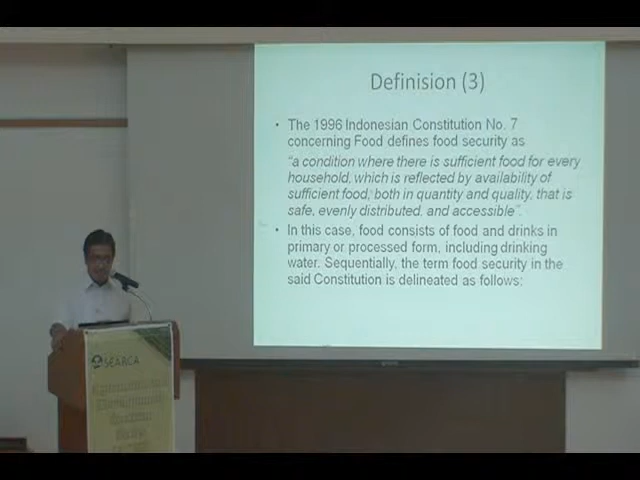 Definision (3)
• The 1996 Indonesian Constitution No. 7
concerning Food defines food security as
“a condition where there is sufficient food for every
household, which is reflected by availability of
sufficient food, both in quantity and quality, that is
safe, evenly distributed, and accessible”.
• In this case, food consists of food and drinks in
primary or processed form, including drinking
water. Sequentially, the term food security in the
said Constitution is delineated as follows:
SEARCA